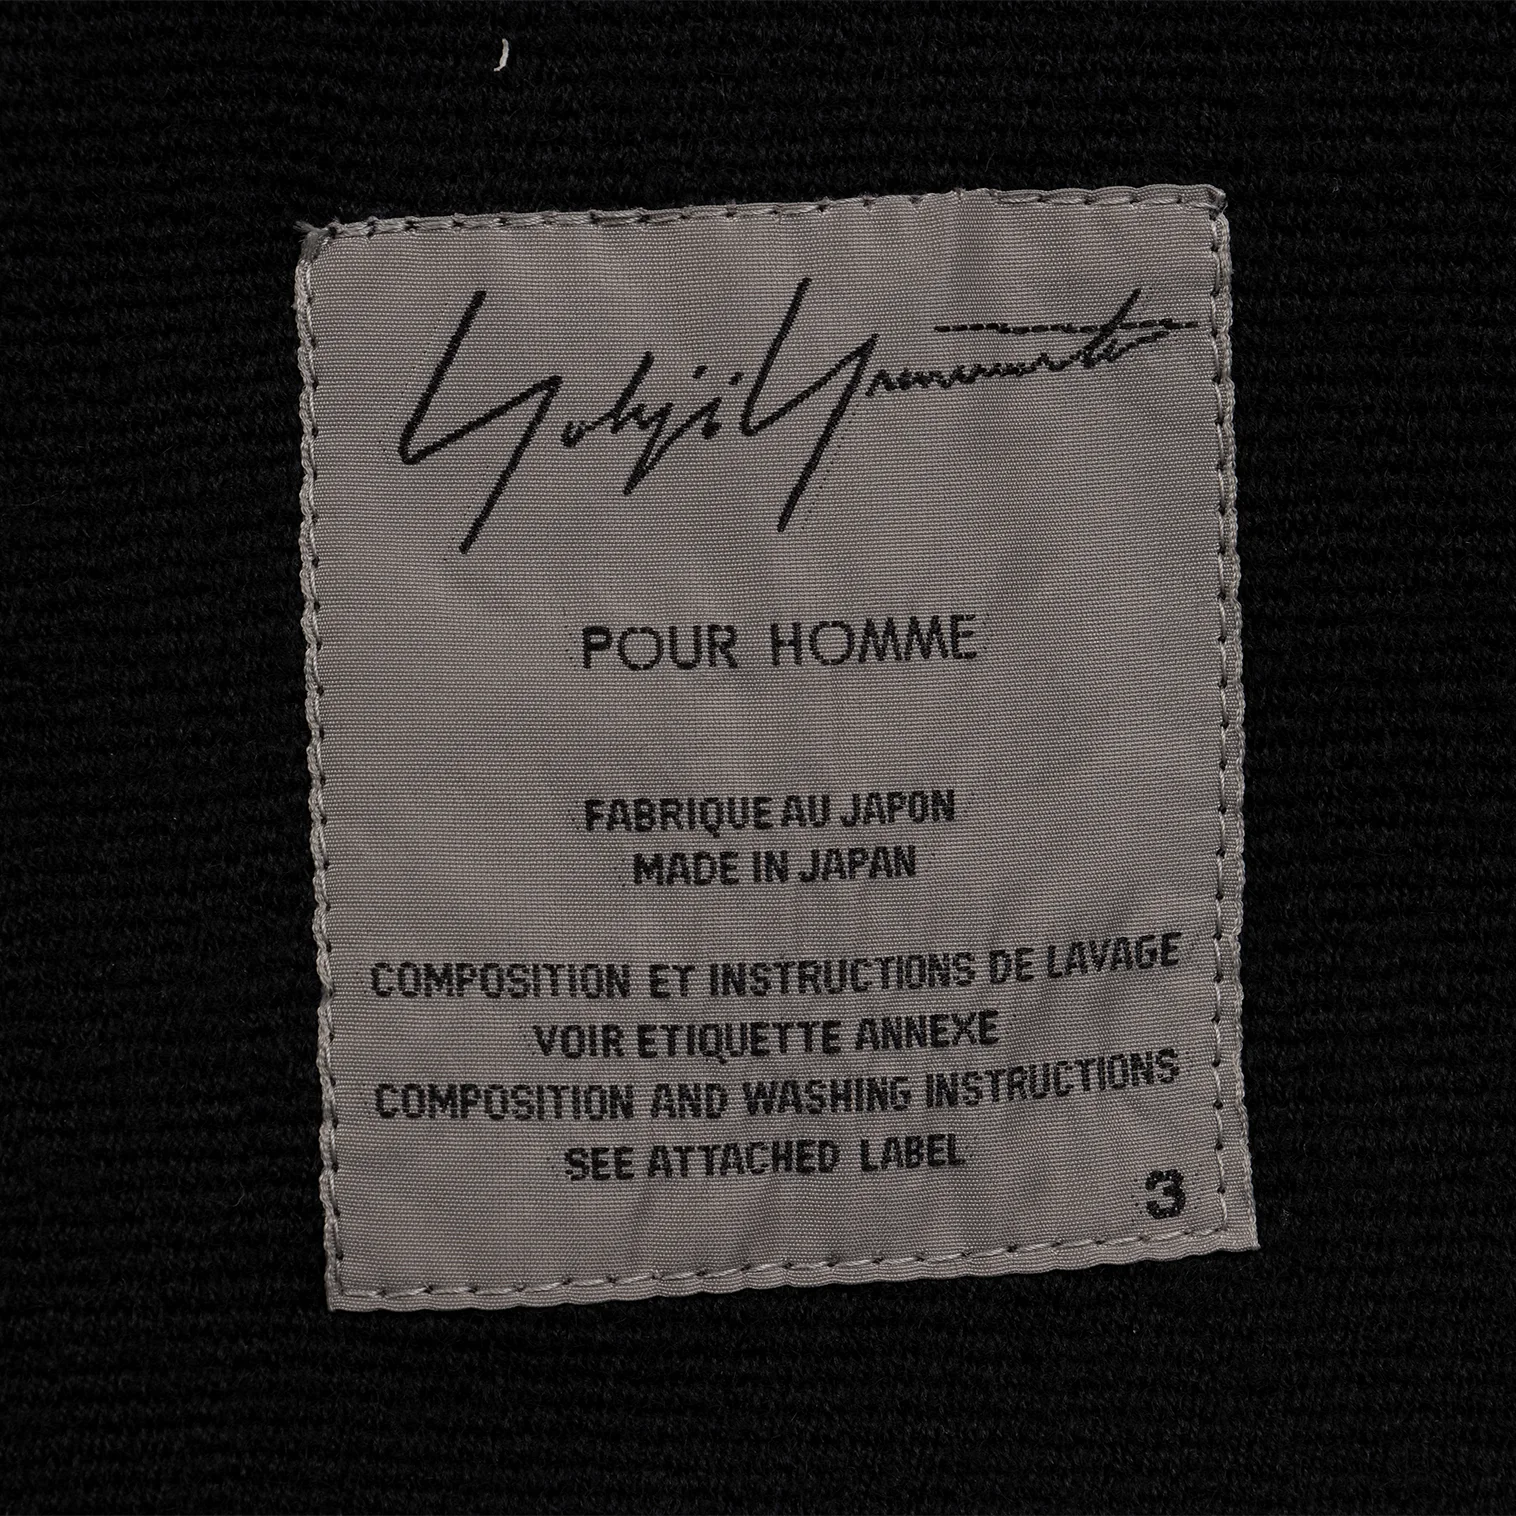 Yohji Yamamoto
POUR HOMME
FABRIQUE AU JAPON
MADE IN JAPAN
COMPOSITION ET INSTRUCTIONS DE LAVAGE
VOIR ETIQUETTE ANNEXE
COMPOSITION AND WASHING INSTRUCTIONS
SEE ATTACHED LABEL
3